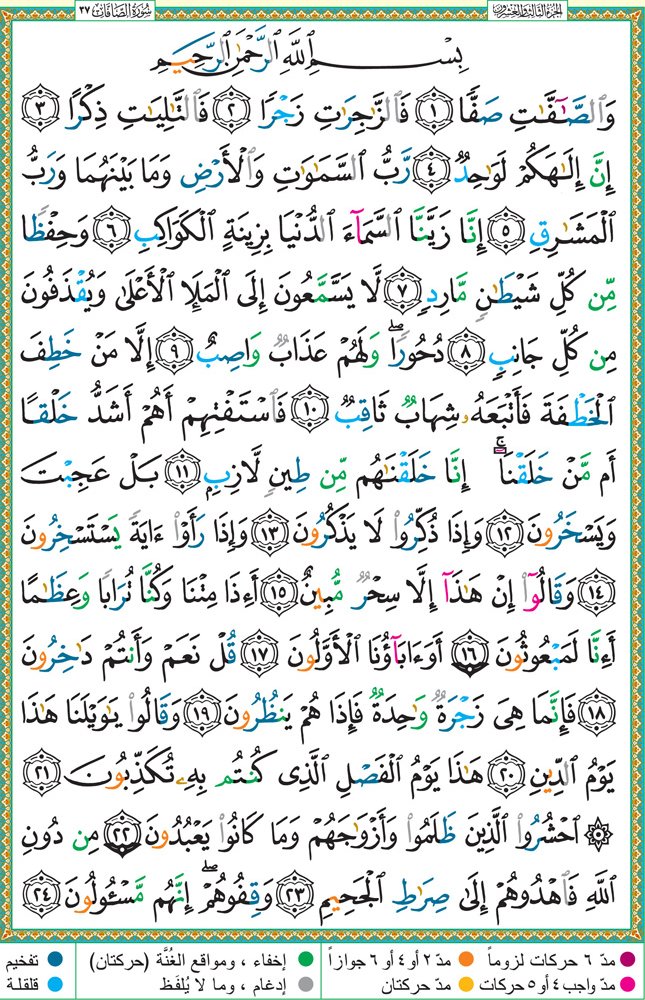 الجزء الثالث والعشرون
سورة الصافات ٣٧
بِسْمِ ٱللَّهِ ٱلرَّحْمَٰنِ ٱلرَّحِيمِ
وَٱلصَّٰٓفَّٰتِ صَفًّا ١ فَٱلزَّٰجِرَٰتِ زَجْرًا ٢ فَٱلتَّٰلِيَٰتِ ذِكْرًا ٣
إِنَّ إِلَٰهَكُمْ لَوَٰحِدٌ ٤ رَّبُّ ٱلسَّمَٰوَٰتِ وَٱلْأَرْضِ وَمَا بَيْنَهُمَا وَرَبُّ
ٱلْمَشَٰرِقِ ٥ إِنَّا زَيَّنَّا ٱلسَّمَآءَ ٱلدُّنْيَا بِزِينَةٍ ٱلْكَوَاكِبِ ٦ وَحِفْظًا
مِّن كُلِّ شَيْطَٰنٍ مَّارِدٍ ٧ لَّا يَسَّمَّعُونَ إِلَى ٱلْمَلَإِ ٱلْأَعْلَىٰ وَيُقْذَفُونَ
مِن كُلِّ جَانِبٍ ٨ دُحُورًاۖ وَلَهُمْ عَذَابٌ وَاصِبٌ ٩ إِلَّا مَنْ خَطِفَ
ٱلْخَطْفَةَ فَأَتْبَعَهُۥ شِهَابٌ ثَاقِبٌ ١٠ فَٱسْتَفْتِهِمْ أَهُمْ أَشَدُّ خَلْقًا
أَم مَّنْ خَلَقْنَاۚ إِنَّا خَلَقْنَٰهُم مِّن طِينٍ لَّازِبٍ ١١ بَلْ عَجِبْتَ
وَيَسْخَرُونَ ١٢ وَإِذَا ذُكِّرُوا۟ لَا يَذْكُرُونَ ١٣ وَإِذَا رَأَوْا۟ ءَايَةً يَسْتَسْخِرُونَ
١٤ وَقَالُوٓا۟ إِنْ هَٰذَآ إِلَّا سِحْرٌ مُّبِينٌ ١٥ أَءِذَا مِتْنَا وَكُنَّا تُرَابًا وَعِظَٰمًا
أَءِنَّا لَمَبْعُوثُونَ ١٦ أَوَءَابَآؤُنَا ٱلْأَوَّلُونَ ١٧ قُلْ نَعَمْ وَأَنتُمْ دَٰخِرُونَ
١٨ فَإِنَّمَا هِىَ زَجْرَةٌ وَٰحِدَةٌ فَإِذَا هُمْ يَنظُرُونَ ١٩ وَقَالُوا۟ يَٰوَيْلَنَا هَٰذَا
يَوْمُ ٱلدِّينِ ٢٠ هَٰذَا يَوْمُ ٱلْفَصْلِ ٱلَّذِى كُنتُم بِهِۦ تُكَذِّبُونَ ٢١
۞ ٱحْشُرُوا۟ ٱلَّذِينَ ظَلَمُوا۟ وَأَزْوَٰجَهُمْ وَمَا كَانُوا۟ يَعْبُدُونَ ٢٢ مِن دُونِ
ٱللَّهِ فَٱهْدُوهُمْ إِلَىٰ صِرَٰطِ ٱلْجَحِيمِ ٢٣ وَقِفُوهُمْۖ إِنَّهُم مَّسْـُٔولُونَ ٢٤
مدّ ٦ حركات لزوماً ● مدّ ٢ أو ٤ أو ٦ جوازاً ● إخفاء ، ومواقع الغُنَّة (حركتان) ● تفخيم
مدّ واجب ٤ أو ٥ حركات ● مدّ حركتان ● إدغام ، وما لا يُلفَظ ● قلقلة